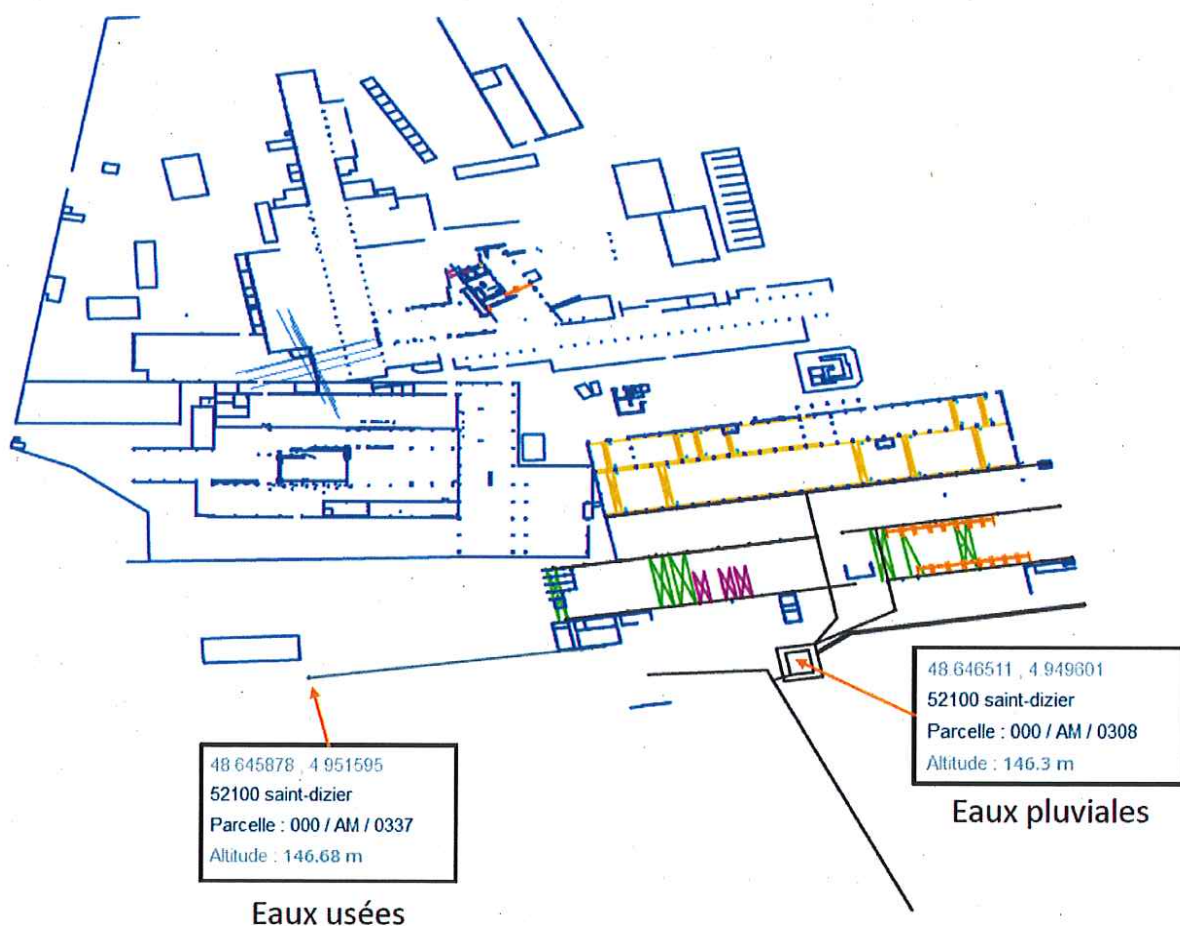 48.646511 , 4.949601
52100 saint-dizier
Parcelle : 000 / AM / 0308
Altitude : 146.3 m
Eaux pluviales
48.645878 , 4.951595
52100 saint-dizier
Parcelle : 000 / AM / 0337
Altitude : 146.68 m
Eaux usées